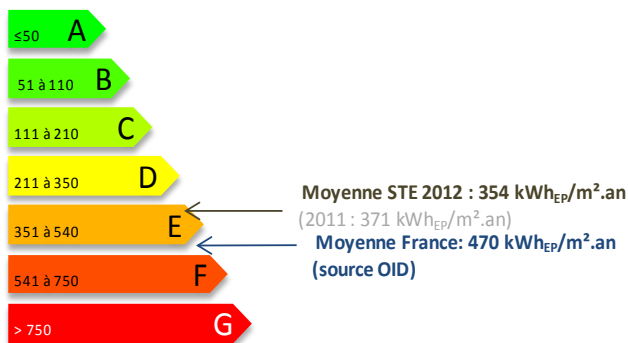 ≤50 A
51 à 110 B
111 à 210 C
211 à 350 D
351 à 540 E
541 à 750 F
> 750 G
Moyenne STE 2012 : 354 kWhEP/m².an
(2011 : 371 kWhEP/m².an)
Moyenne France: 470 kWhEP/m².an
(source OID)